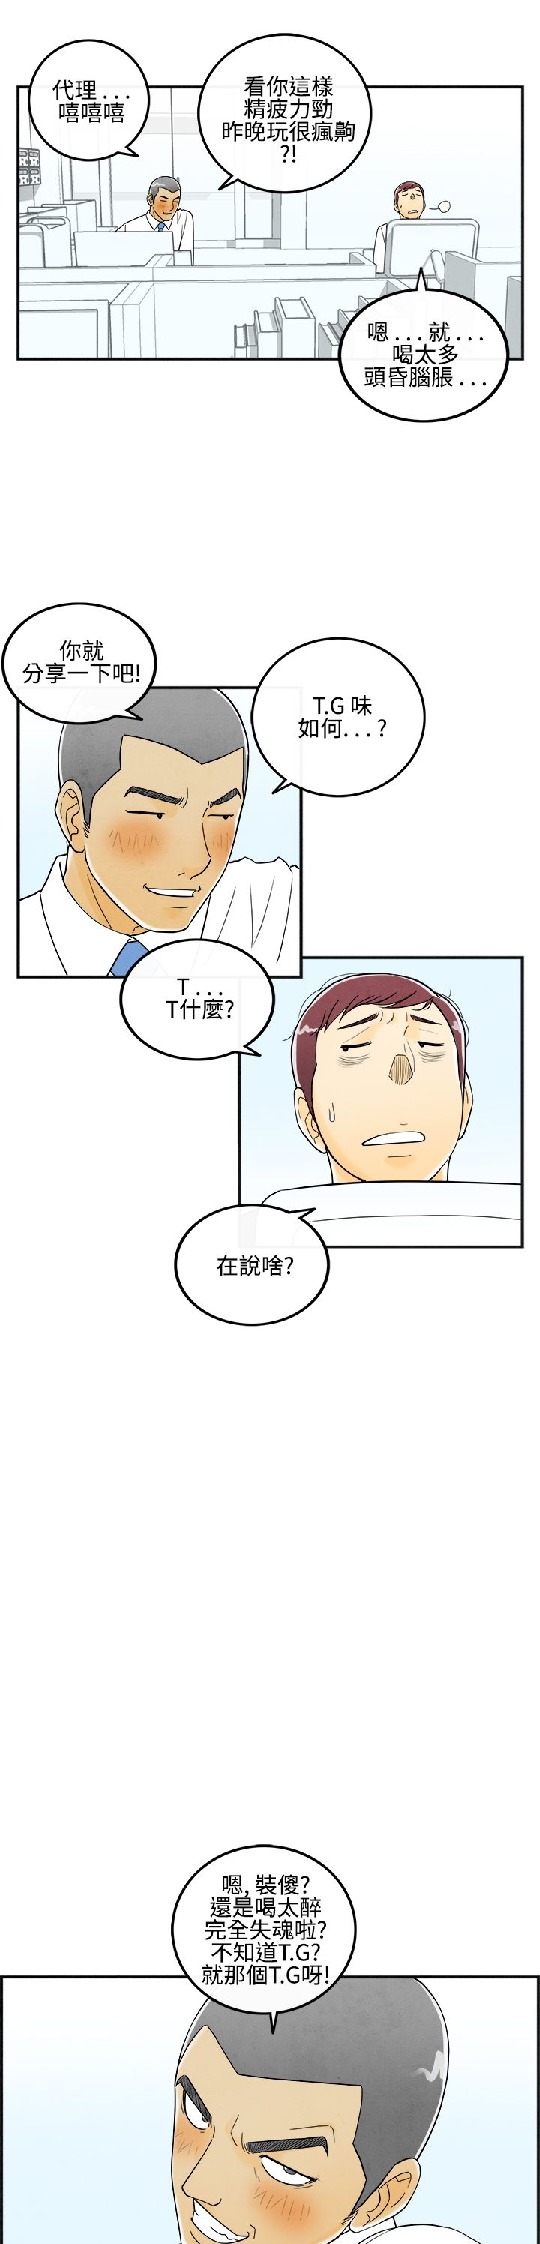 代理...
嘻嘻嘻
看你這樣
精疲力勁
昨晚玩很瘋齁
?!
嗯...就...
喝太多
頭昏腦脹...
你就
分享一下吧!
T.G 味
如何...?
T...
T什麼?
在說啥?
嗯, 裝傻?
還是喝太醉
完全失魂啦?
不知道T.G?
就那個T.G呀!